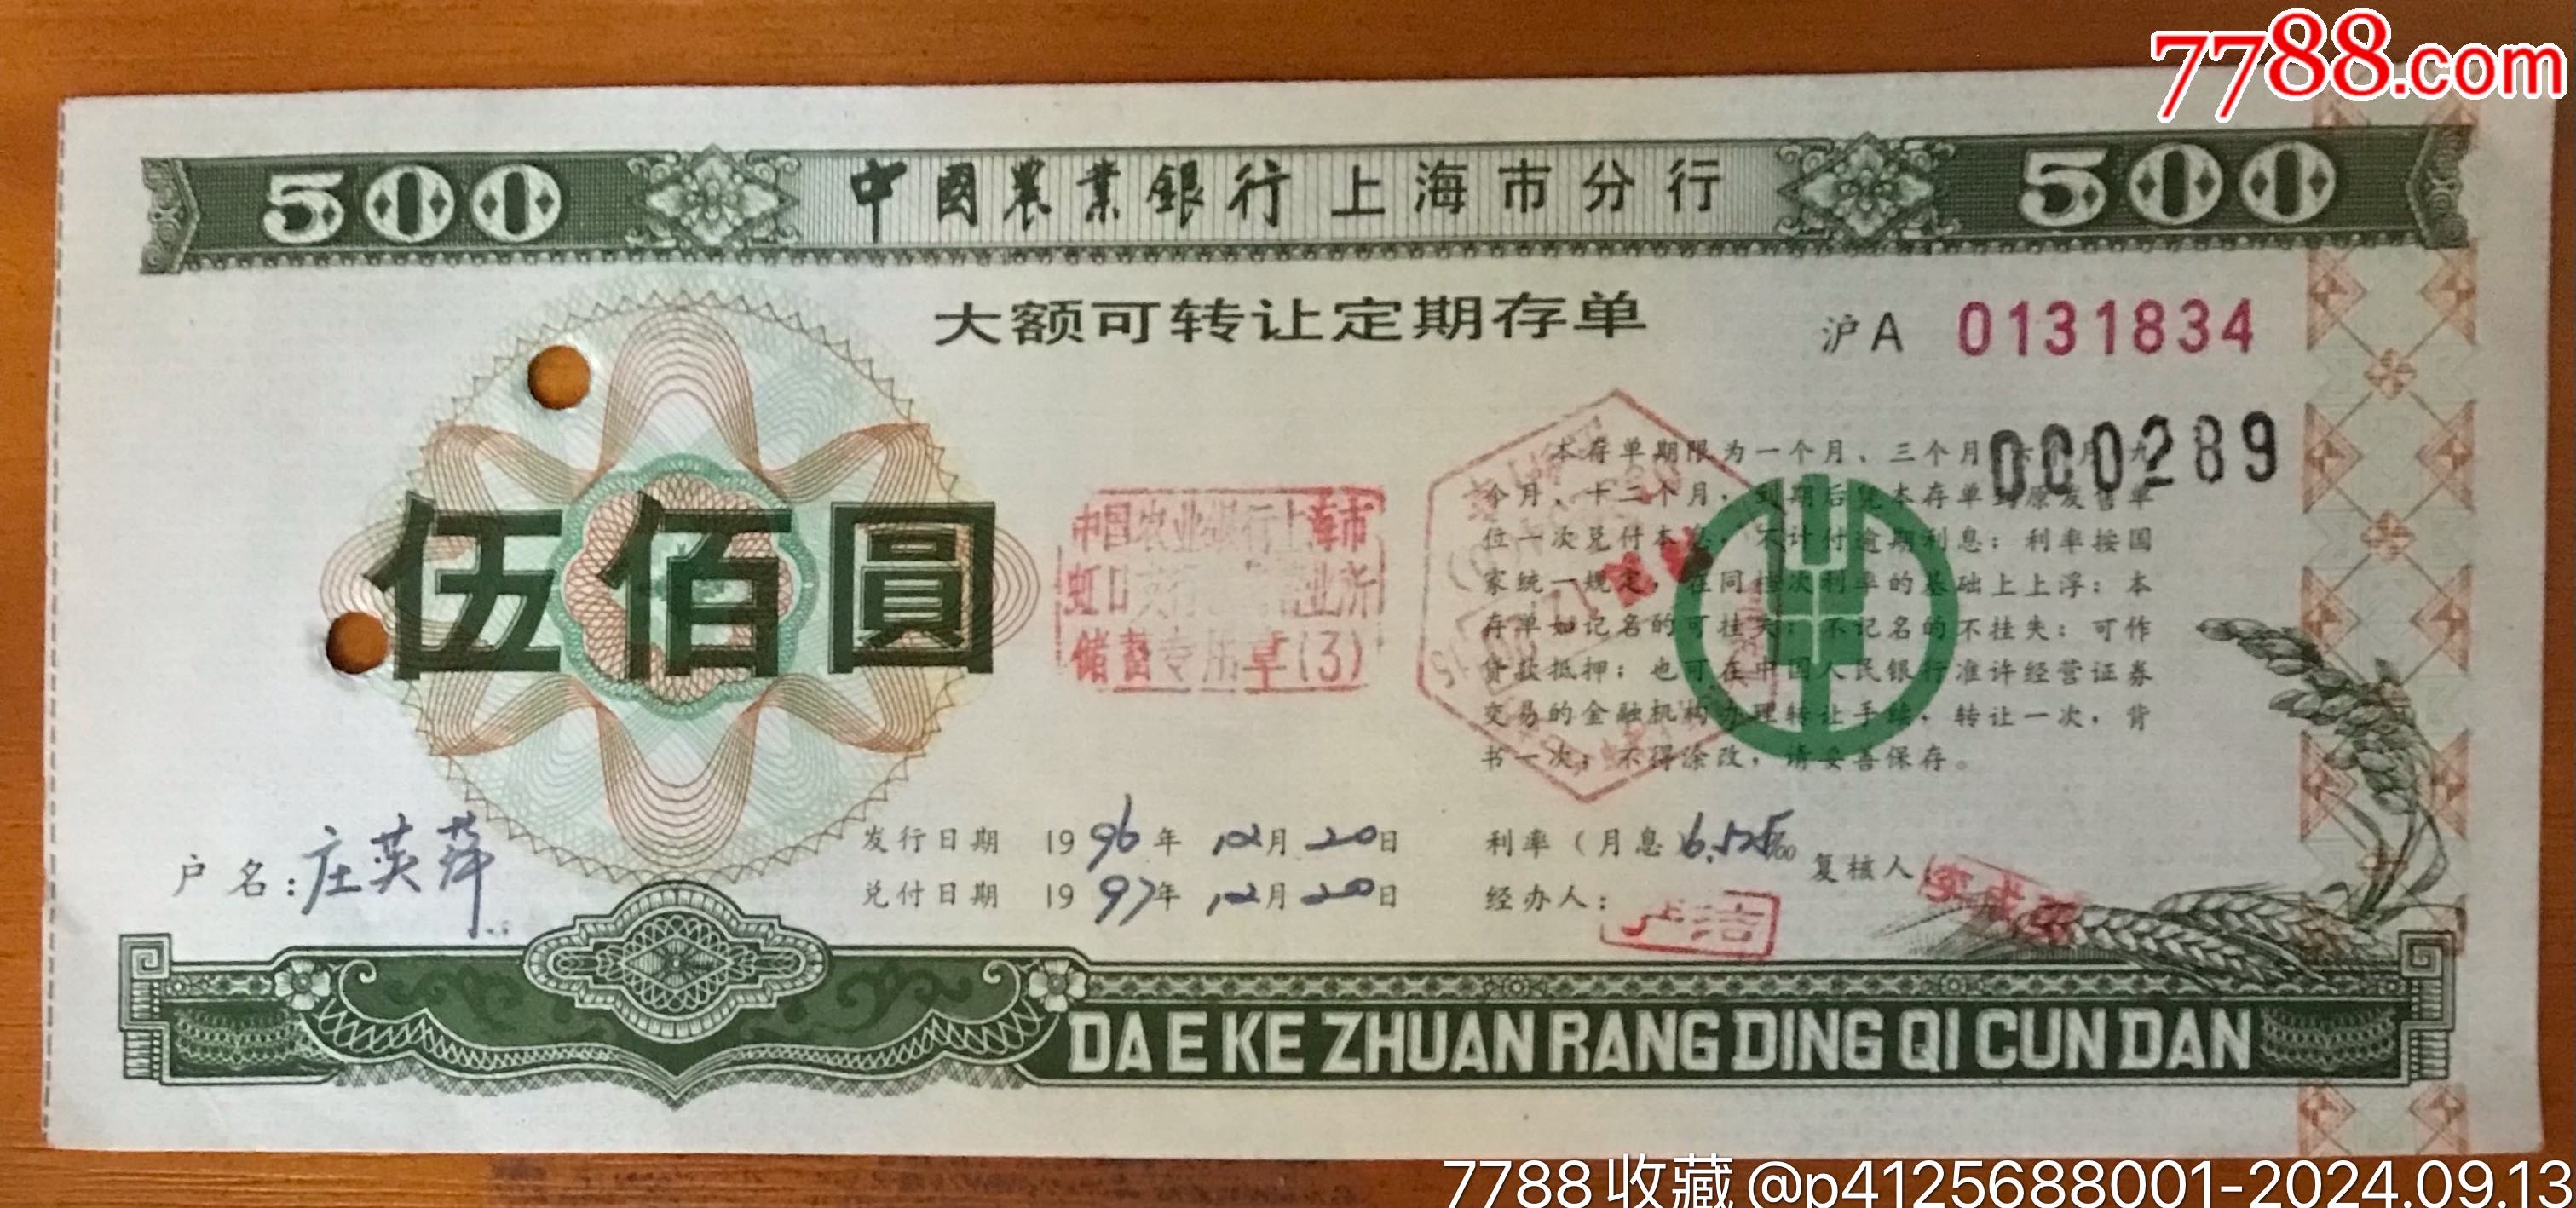 7788.com
500 中國農業銀行 上海市分行 500
大额可转让定期存单
沪A 0131834
000289
本存单期限为一个月、三个月、六个月、九
个月、十二个月,到期后凭本存单到原发售单
位一次兑付本息,不计付逾期利息;利率按国
家统一规定,在同档次利率的基础上上浮;本
存单如记名的可挂失;不记名的不挂失;可作
贷款抵押;也可在中国人民银行准许经营证券
交易的金融机构办理转让手续,转让一次,背
书一次;不得涂改,请妥善保存。
伍佰圓
中国农业银行上海市
虹口支行 业所
储蓄专用章(3)
户名:庄英萍
发行日期 1996年 12月 20日
兑付日期 1997年 12月 20日
利率(月息
复核人:
经办人:
DA E KE ZHUAN RANG DING QI CUN DAN
7788收藏@p4125688001-2024.09.13